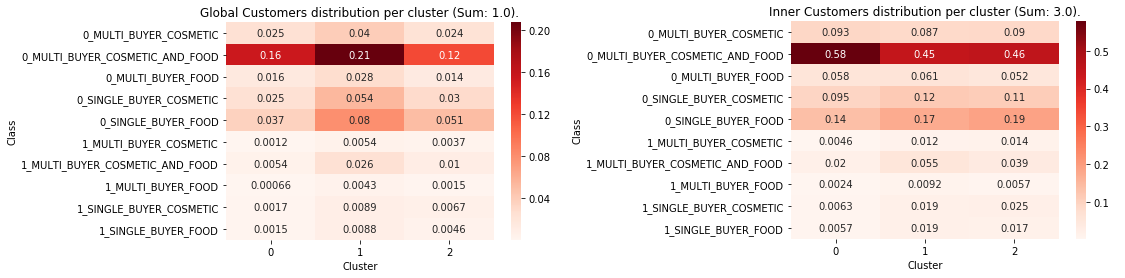 Global Customers distribution per cluster (Sum: 1.0).
Class
0_MULTI_BUYER_COSMETIC 0.025 0.04 0.024
0_MULTI_BUYER_COSMETIC_AND_FOOD 0.16 0.21 0.12
0_MULTI_BUYER_FOOD 0.016 0.028 0.014
0_SINGLE_BUYER_COSMETIC 0.025 0.054 0.03
0_SINGLE_BUYER_FOOD 0.037 0.08 0.051
1_MULTI_BUYER_COSMETIC 0.0012 0.0054 0.0037
1_MULTI_BUYER_COSMETIC_AND_FOOD 0.0054 0.026 0.01
1_MULTI_BUYER_FOOD 0.00066 0.0043 0.0015
1_SINGLE_BUYER_COSMETIC 0.0017 0.0089 0.0067
1_SINGLE_BUYER_FOOD 0.0015 0.0088 0.0046
0 1 2
Cluster
0.20
0.16
0.12
0.08
0.04
Inner Customers distribution per cluster (Sum: 3.0).
Class
0_MULTI_BUYER_COSMETIC 0.093 0.087 0.09
0_MULTI_BUYER_COSMETIC_AND_FOOD 0.58 0.45 0.46
0_MULTI_BUYER_FOOD 0.058 0.061 0.052
0_SINGLE_BUYER_COSMETIC 0.095 0.12 0.11
0_SINGLE_BUYER_FOOD 0.14 0.17 0.19
1_MULTI_BUYER_COSMETIC 0.0046 0.012 0.014
1_MULTI_BUYER_COSMETIC_AND_FOOD 0.02 0.055 0.039
1_MULTI_BUYER_FOOD 0.0024 0.0092 0.0057
1_SINGLE_BUYER_COSMETIC 0.0063 0.019 0.025
1_SINGLE_BUYER_FOOD 0.0057 0.019 0.017
0 1 2
Cluster
0.5
0.4
0.3
0.2
0.1